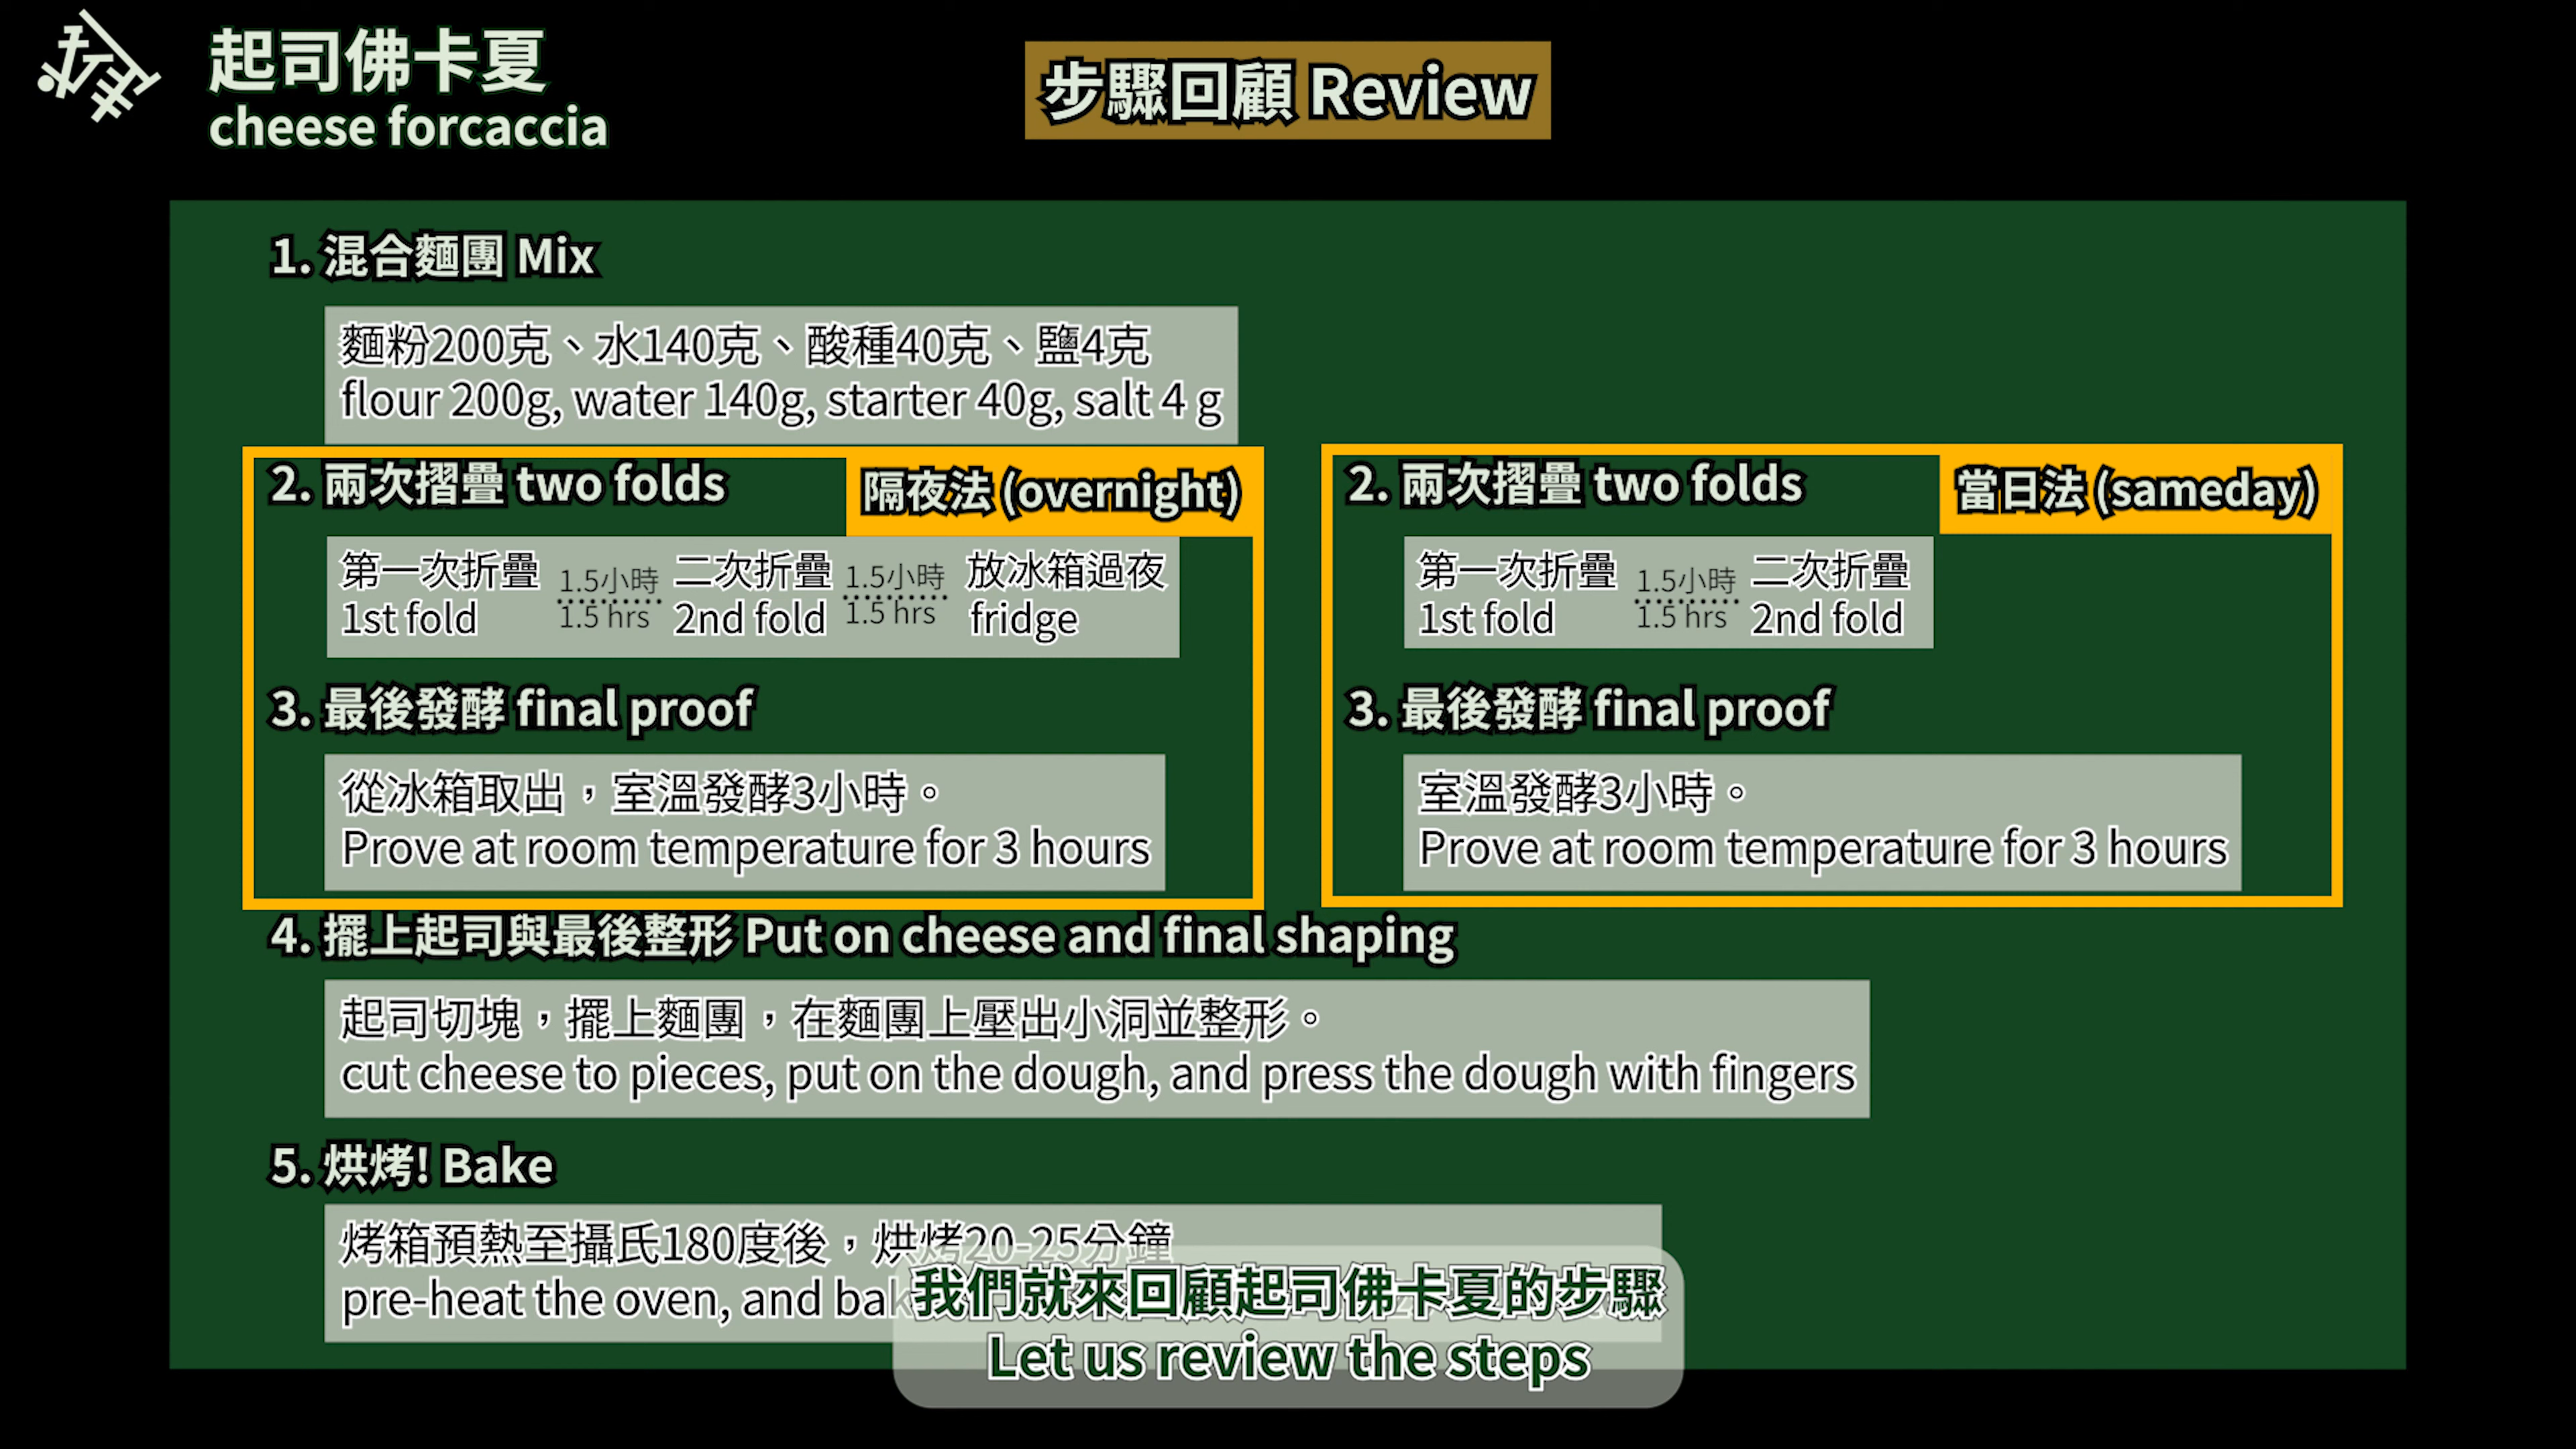 起司佛卡夏
cheese forcaccia
步驟回顧 Review
1. 混合麵團 Mix
麵粉200克、水140克、酸種40克、鹽4克
flour 200g, water 140g, starter 40g, salt 4 g
2. 兩次摺疊 two folds
隔夜法 (overnight)
第一次折疊 1.5小時 二次折疊 1.5小時 放冰箱過夜
1st fold 1.5 hrs 2nd fold 1.5 hrs fridge
3. 最後發酵 final proof
從冰箱取出，室溫發酵3小時。
Prove at room temperature for 3 hours
2. 兩次摺疊 two folds
當日法 (sameday)
第一次折疊 1.5小時 二次折疊
1st fold 1.5 hrs 2nd fold
3. 最後發酵 final proof
室溫發酵3小時。
Prove at room temperature for 3 hours
4. 擺上起司與最後整形 Put on cheese and final shaping
起司切塊，擺上麵團，在麵團上壓出小洞並整形。
cut cheese to pieces, put on the dough, and press the dough with fingers
5. 烘烤! Bake
烤箱預熱至攝氏180度後，烘烤20-25分鐘
pre-heat the oven, and
我們就來回顧起司佛卡夏的步驟
Let us review the steps